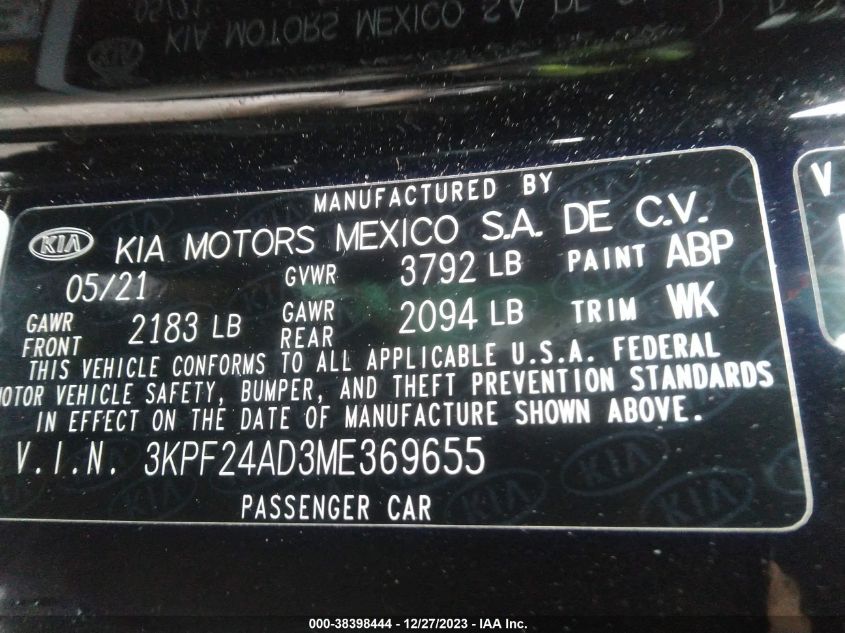 MANUFACTURED BY
KIA KIA MOTORS MEXICO S.A. DE C.V.
05/21 GVWR 3792 LB PAINT ABP
GAWR FRONT 2183 LB GAWR REAR 2094 LB TRIM WK
THIS VEHICLE CONFORMS TO ALL APPLICABLE U.S.A. FEDERAL
MOTOR VEHICLE SAFETY, BUMPER, AND THEFT PREVENTION STANDARDS
IN EFFECT ON THE DATE OF MANUFACTURE SHOWN ABOVE.
V.I.N. 3KPF24AD3ME369655
PASSENGER CAR
V
000-38398444 - 12/27/2023 - IAA Inc.